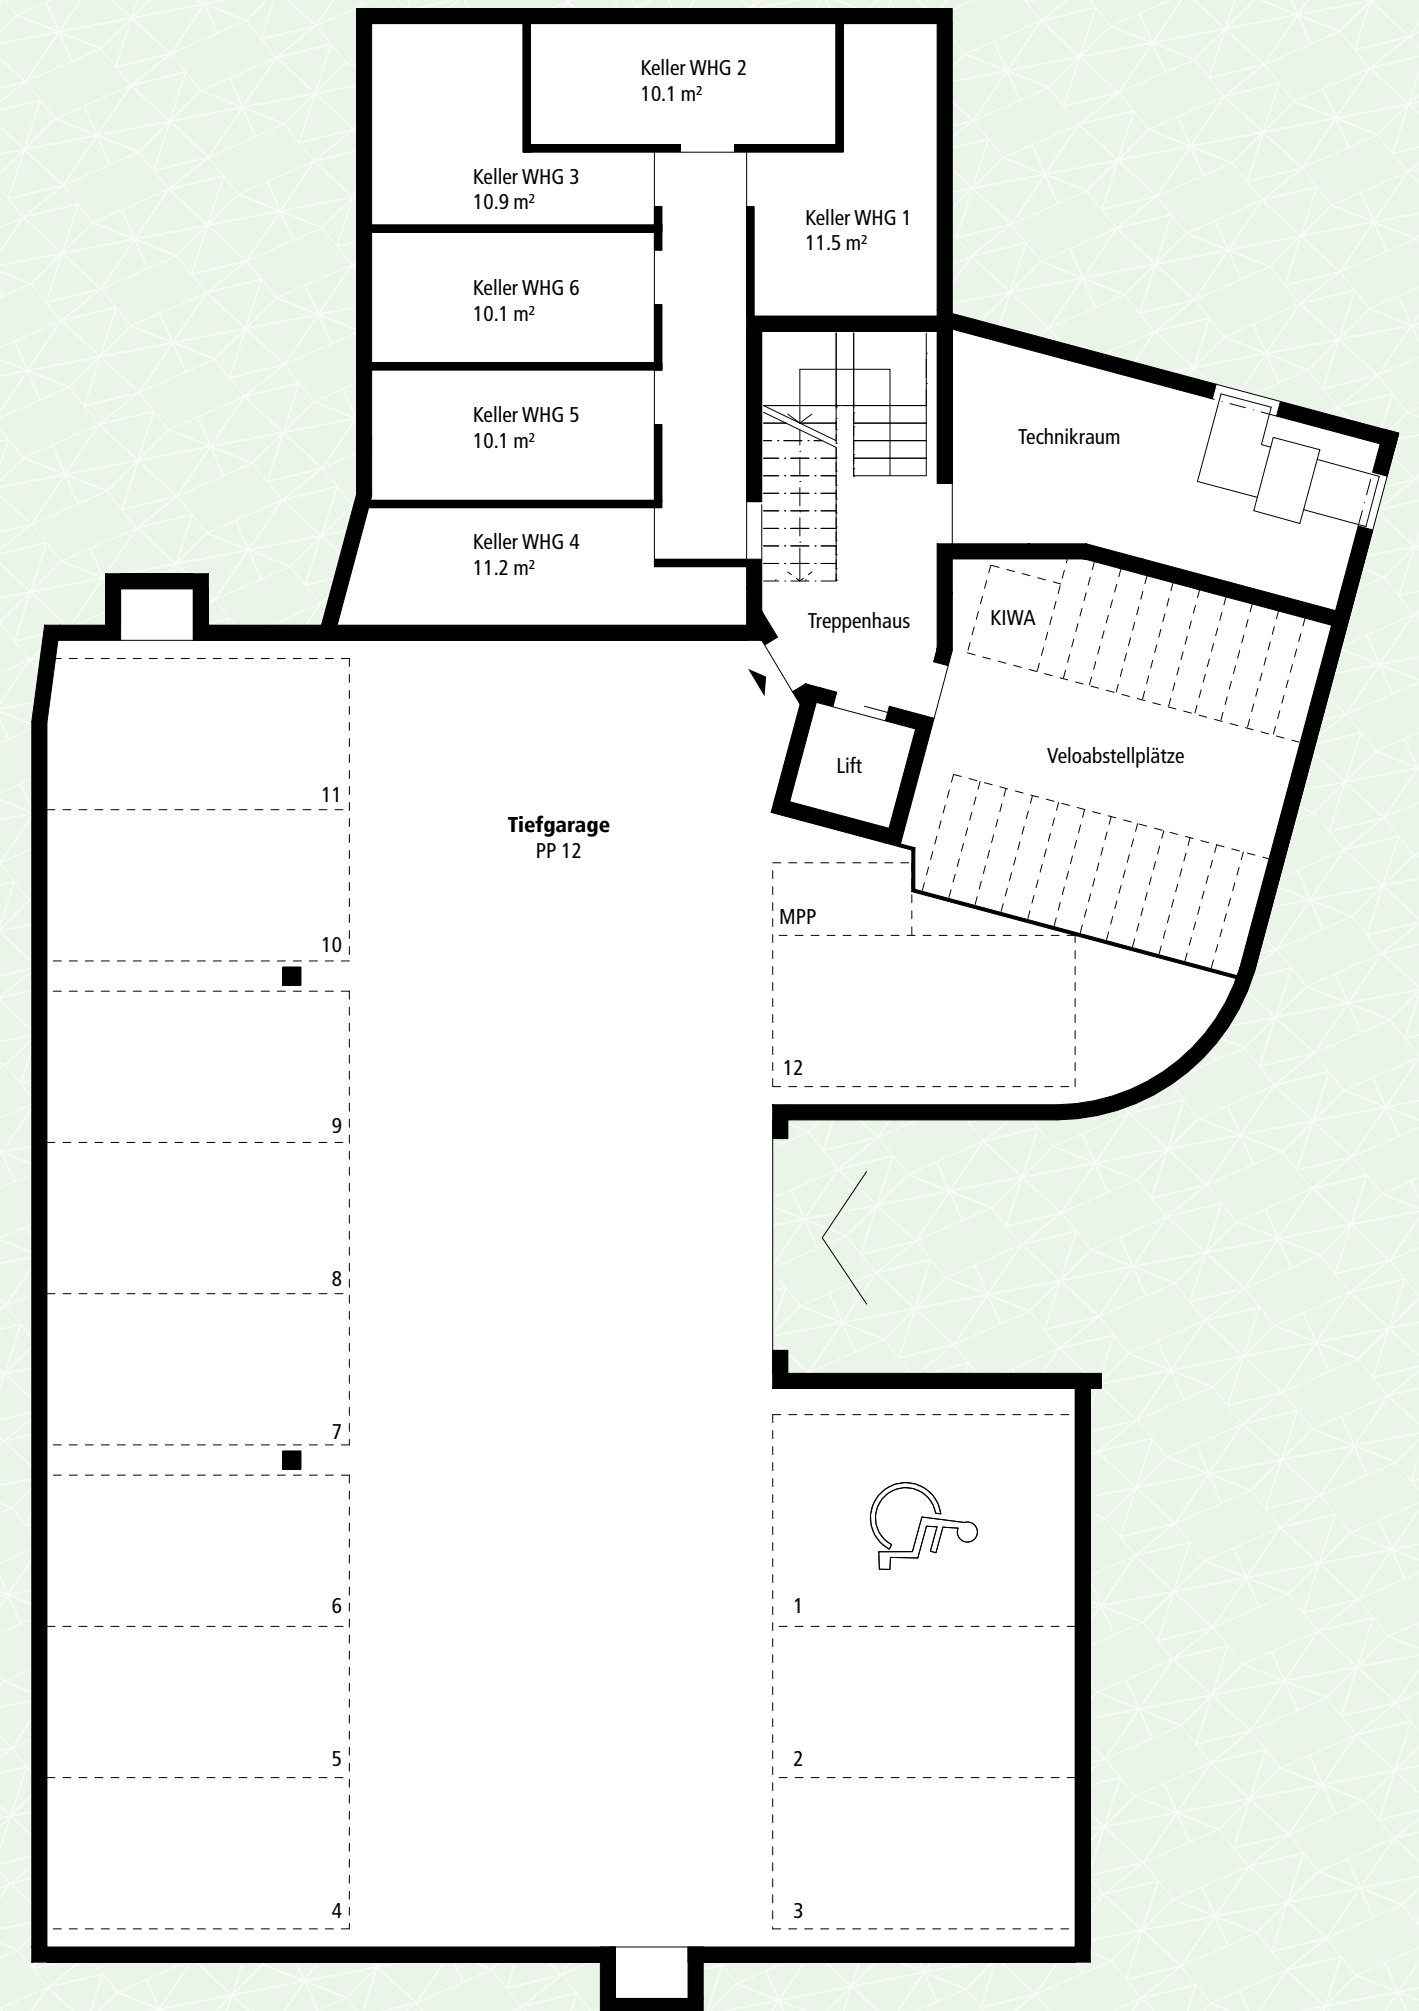 Keller WHG 2
10.1 m²
Keller WHG 3
10.9 m²
Keller WHG 1
11.5 m²
Keller WHG 6
10.1 m²
Keller WHG 5
10.1 m²
Technikraum
Keller WHG 4
11.2 m²
Treppenhaus
KIWA
Lift
Veloabstellplätze
11
Tiefgarage
PP 12
10
MPP
12
9
8
7
6
1
5
2
4
3